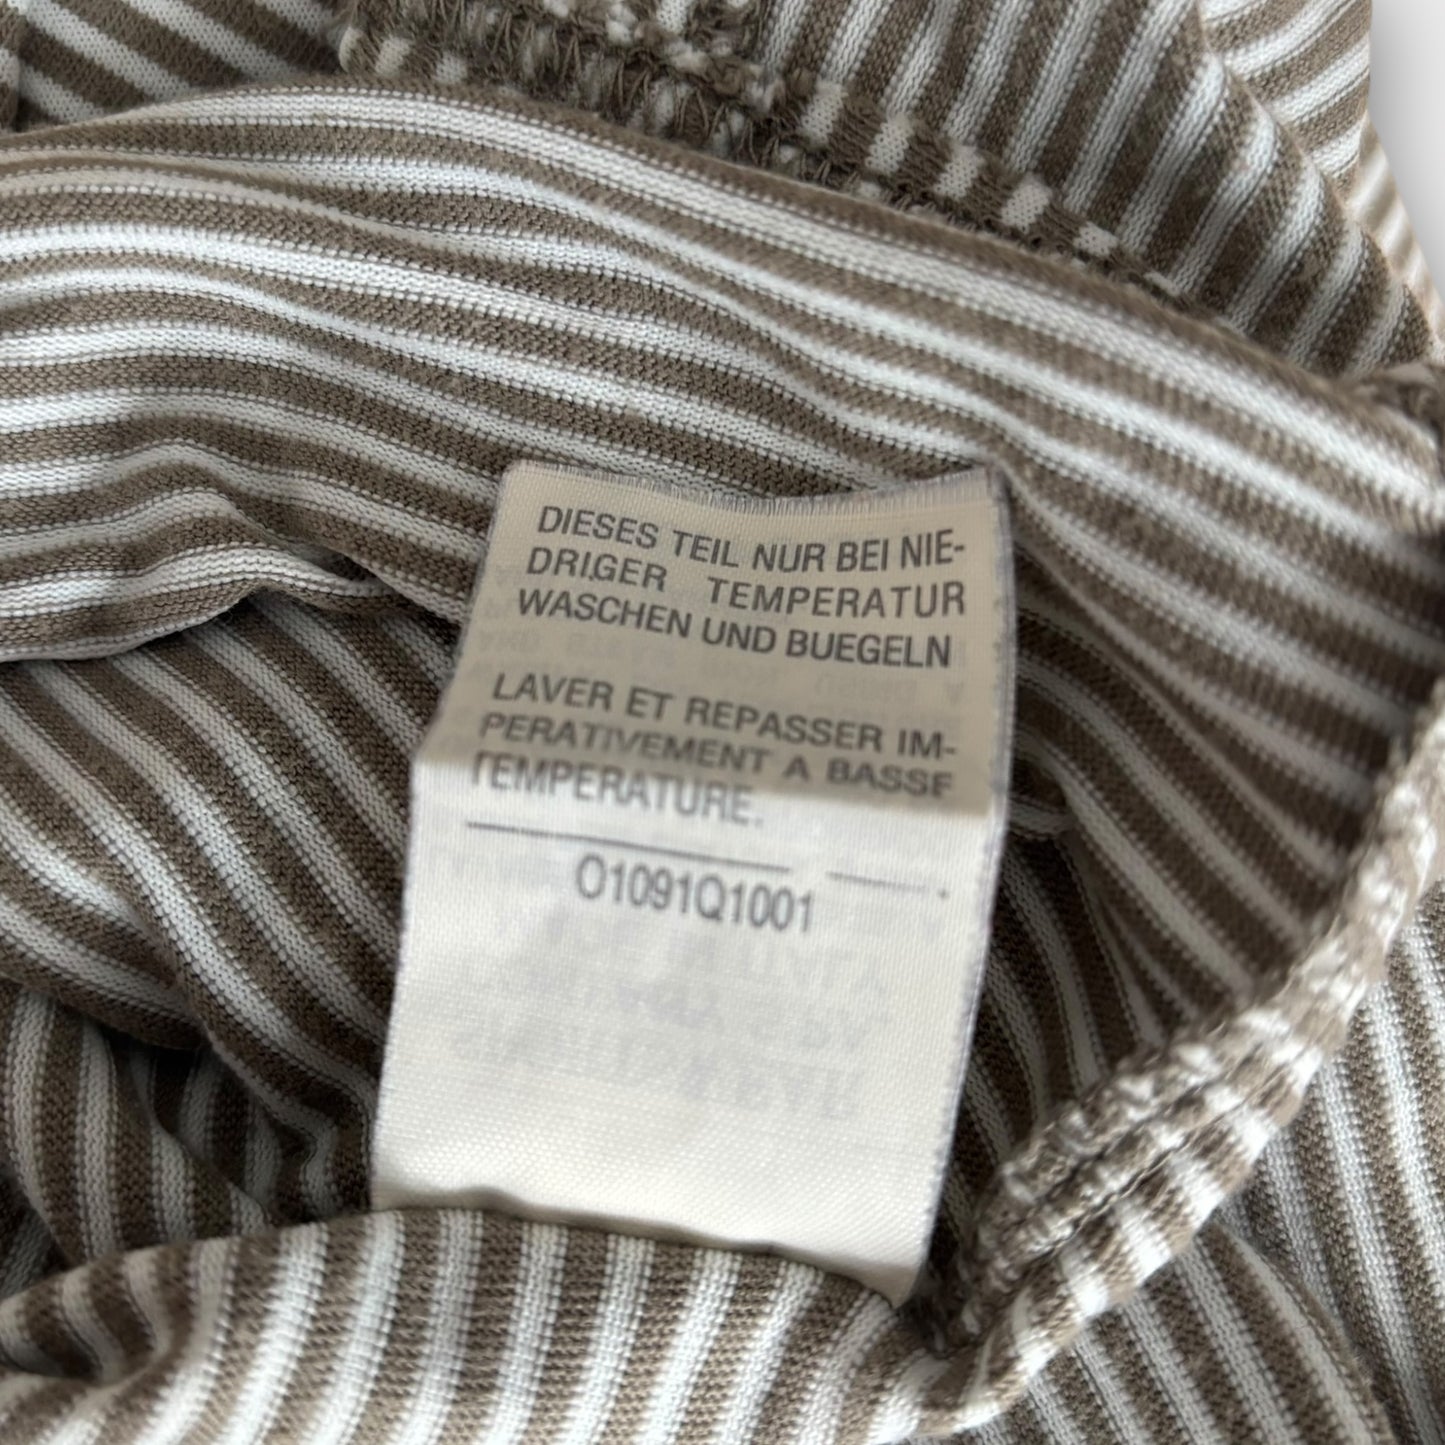 DIESES TEIL NUR BEI NIE-
DRIGER TEMPERATUR
WASCHEN UND BUEGELN
LAVER ET REPASSER IM-
PERATIVEMENT A BASSE
TEMPERATURE.
O1091Q1001